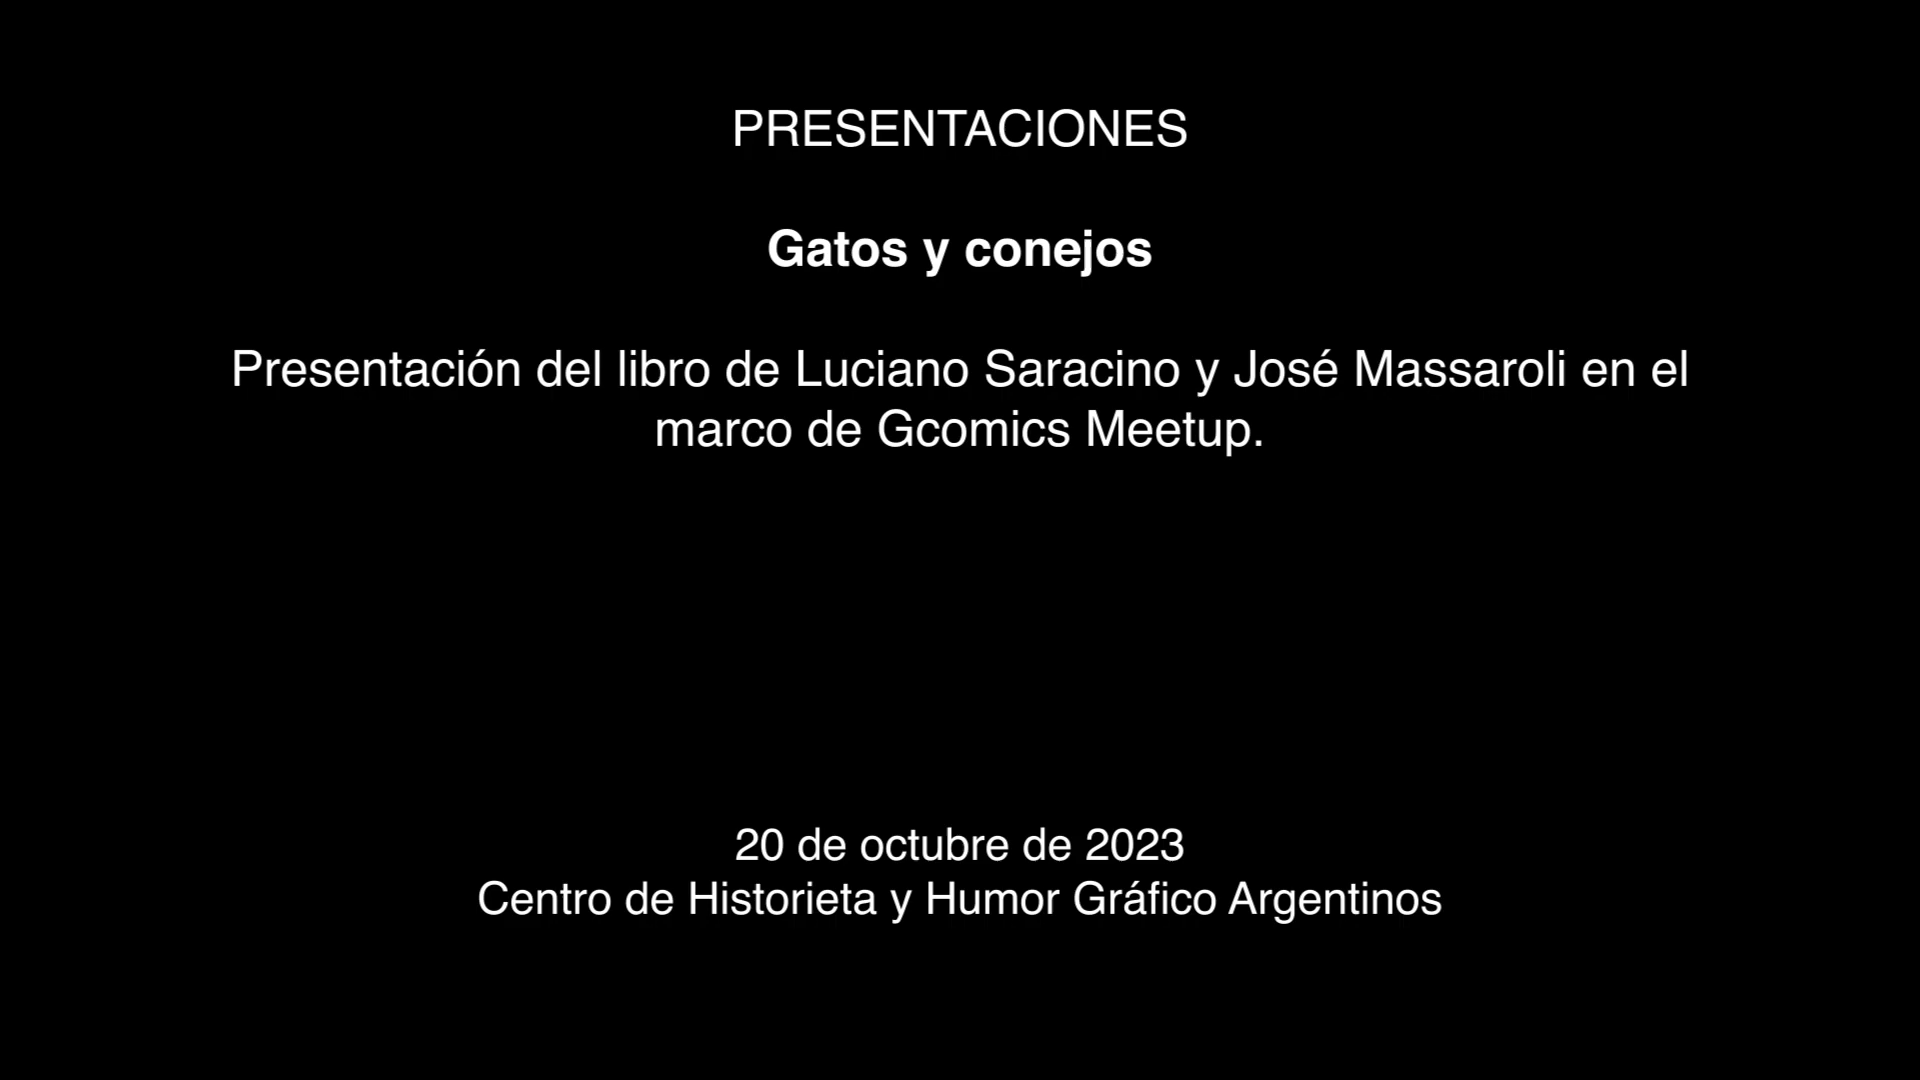 PRESENTACIONES
Gatos y conejos
Presentación del libro de Luciano Saracino y José Massaroli en el
marco de Gcomics Meetup.
20 de octubre de 2023
Centro de Historieta y Humor Gráfico Argentinos